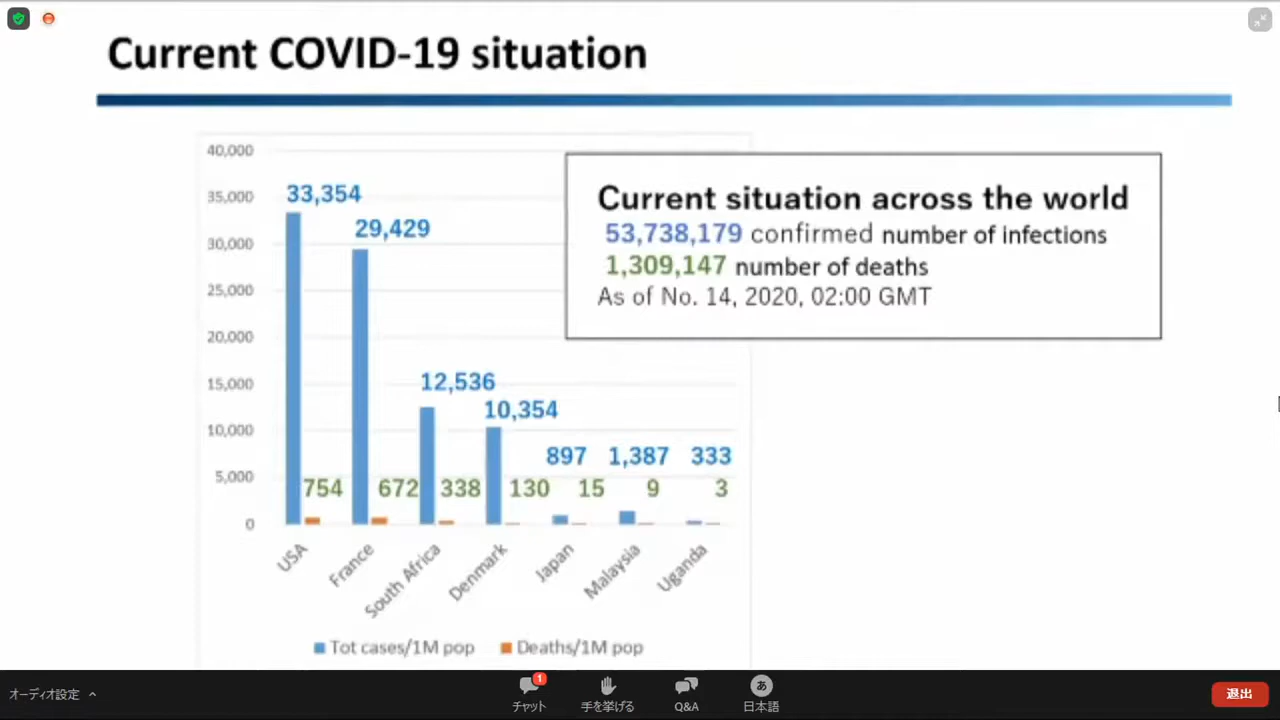 Current COVID-19 situation
40,000
35,000
30,000
25,000
20,000
15,000
10,000
5,000
0
33,354
29,429
12,536
10,354
897
1,387
333
754
672
338
130
15
9
3
USA
France
South Africa
Denmark
Japan
Malaysia
Uganda
Tot cases/1M pop
Deaths/1M pop
Current situation across the world
53,738,179 confirmed number of infections
1,309,147 number of deaths
As of No. 14, 2020, 02:00 GMT
オーディオ設定
1
チャット
手を挙げる
Q&A
あ
日本語
退出